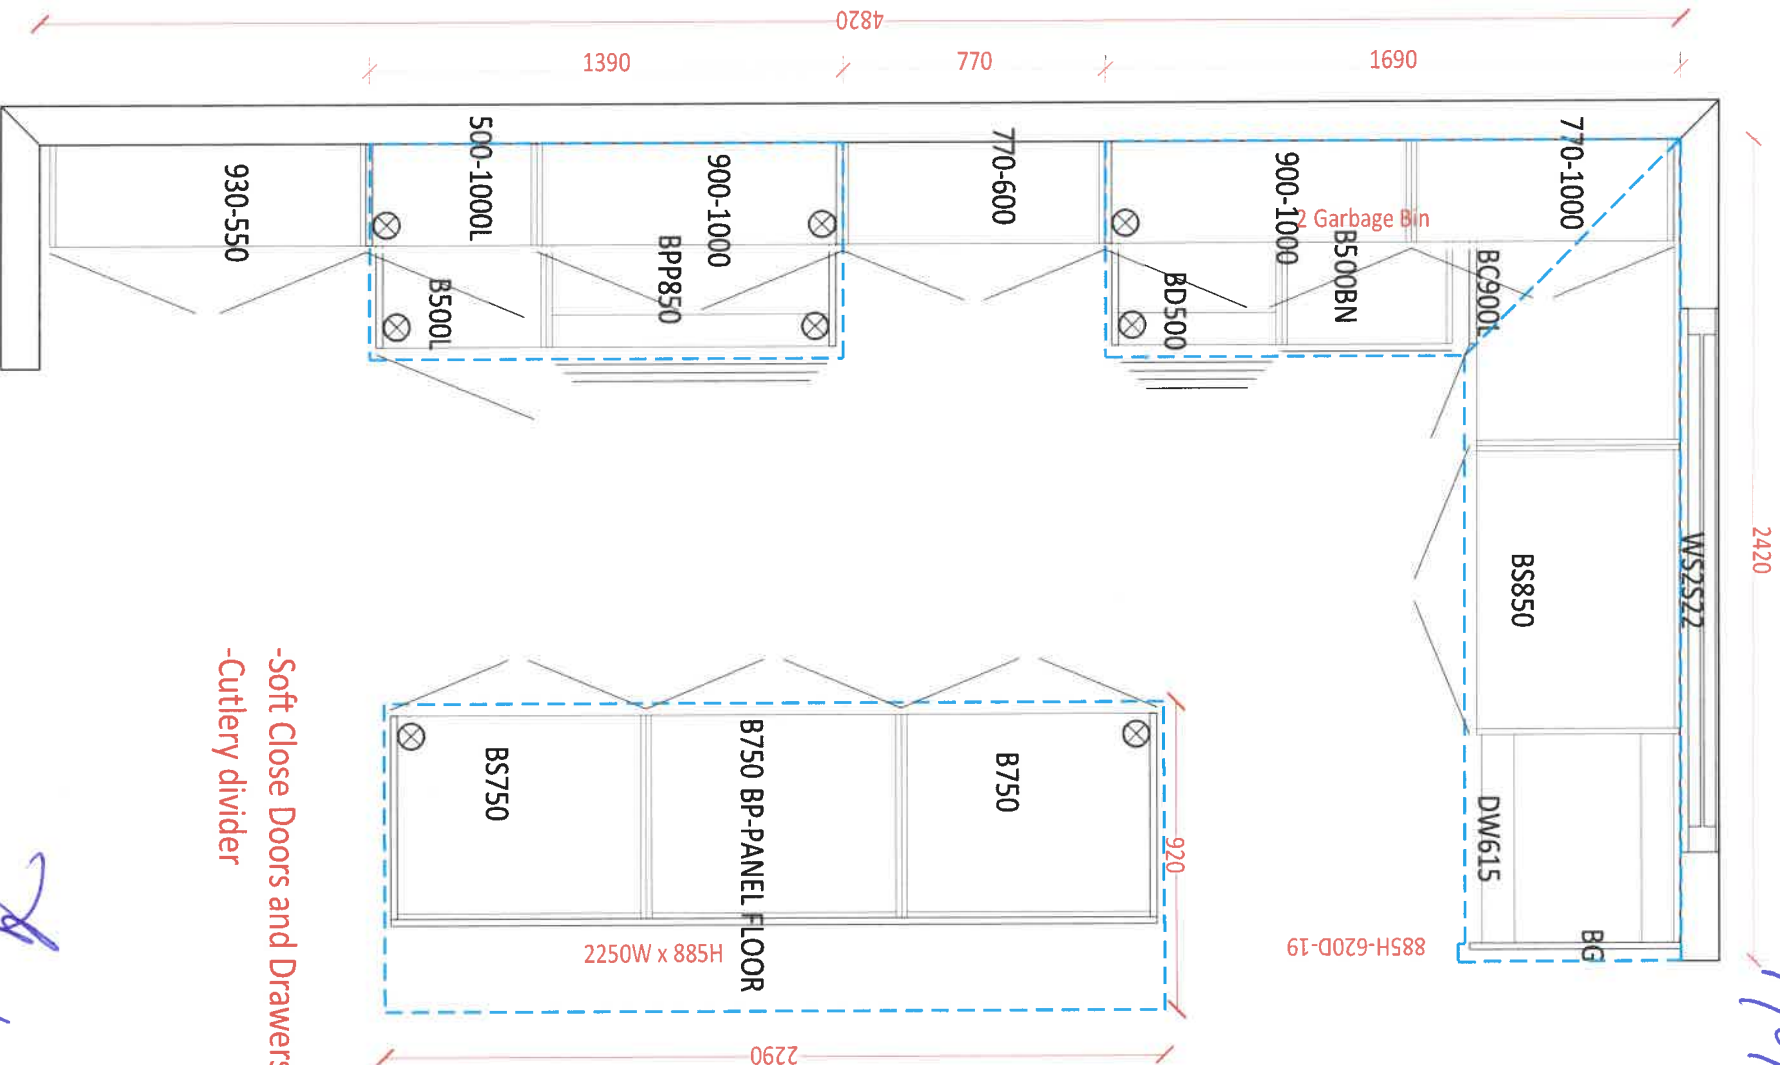 4820
1390
770
1690
2420
930-550
500-1000L
900-1000
770-600
900-1000
770-1000
2 Garbage Bin
B500L
BPP850
BD500
B500BN
BC900L
BS850
WS2S22
DW615
BG
885H-620D-19
BS750
B750 BP-PANEL FLOOR
B750
920
2250W x 885H
2290
-Soft Close Doors and Drawers
-Cutlery divider